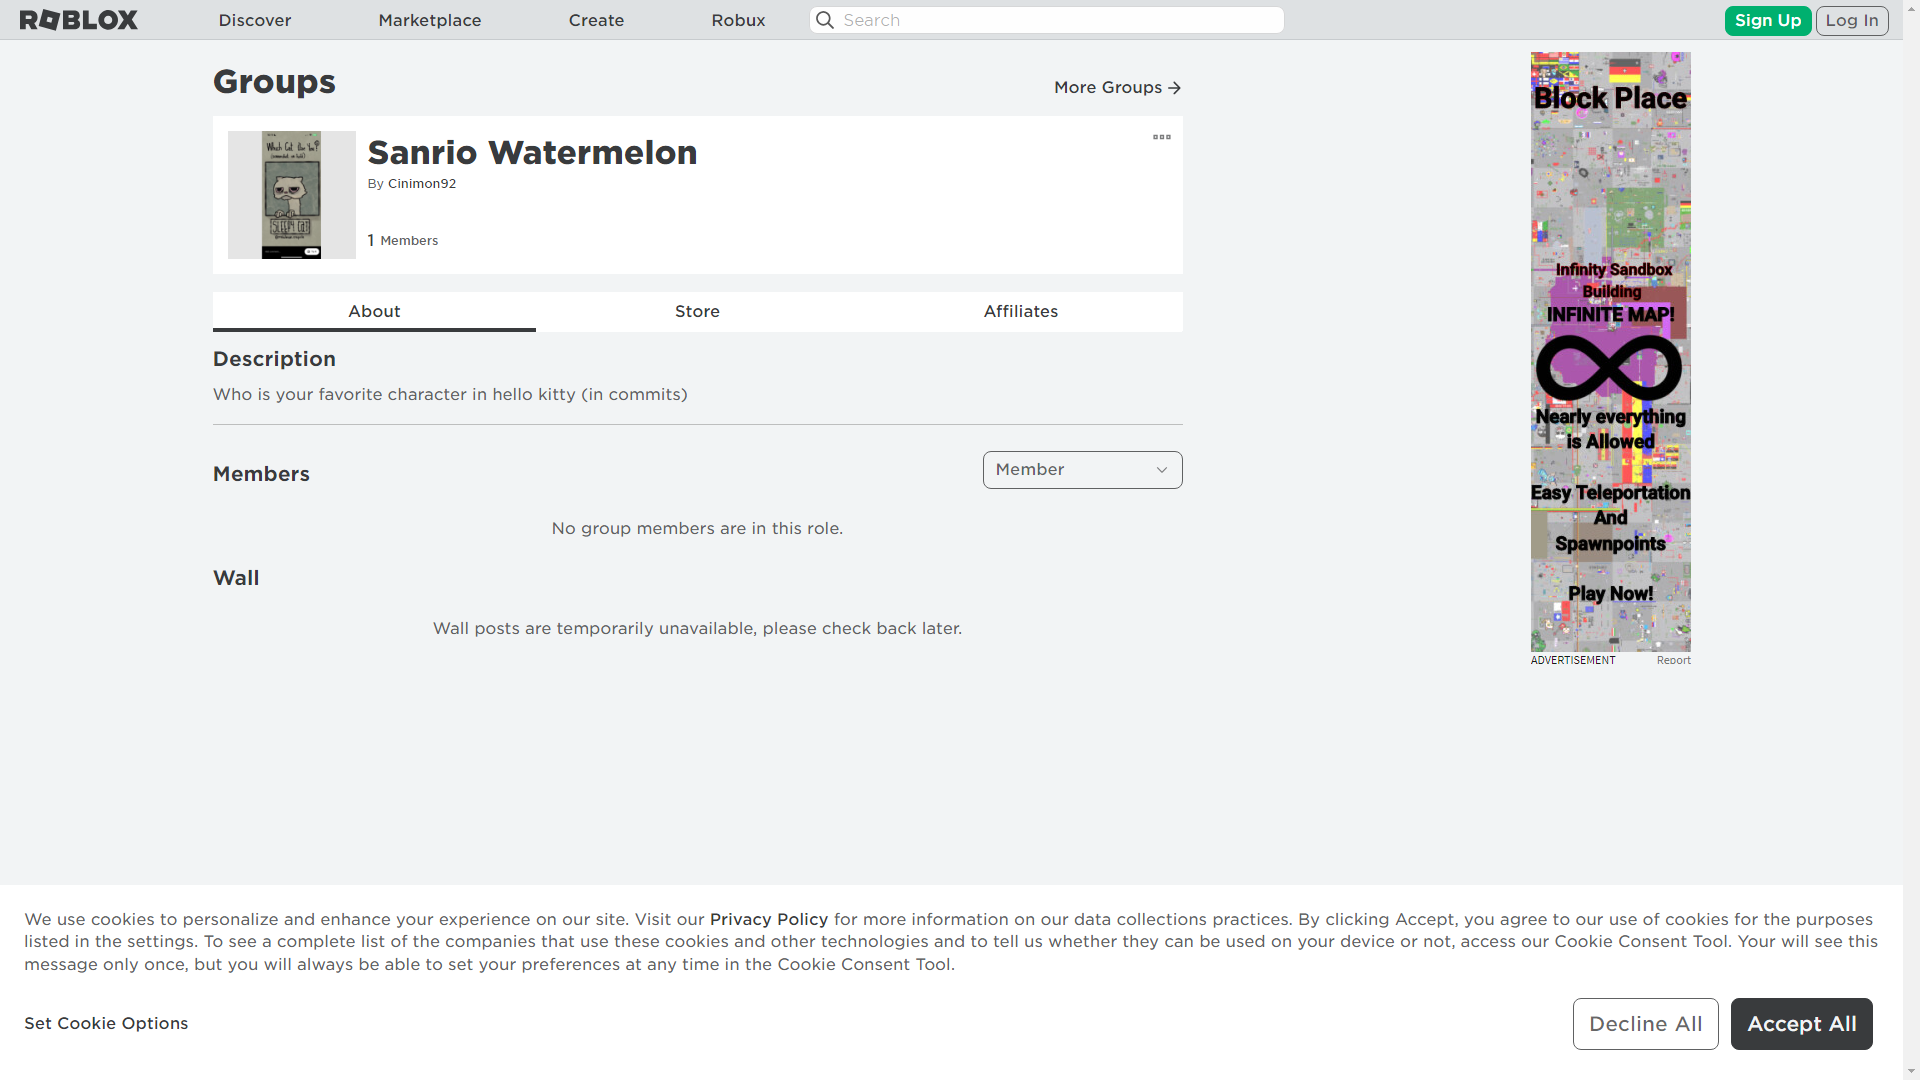 ROBLOX
Discover
Marketplace
Create
Robux
Search
Sign Up
Log In
Groups
More Groups
Which Cat Are You?
SLEEPY CAT
Sanrio Watermelon
By Cinimon92
1 Members
About
Store
Affiliates
Description
Who is your favorite character in hello kitty (in commits)
Members
Member
No group members are in this role.
Wall
Wall posts are temporarily unavailable, please check back later.
Block Place
Infinity Sandbox
Building
INFINITE MAP!
Nearly everything
is Allowed
Easy Teleportation
And
Spawnpoints
Play Now!
ADVERTISEMENT
Report
We use cookies to personalize and enhance your experience on our site. Visit our Privacy Policy for more information on our data collections practices. By clicking Accept, you agree to our use of cookies for the purposes
listed in the settings. To see a complete list of the companies that use these cookies and other technologies and to tell us whether they can be used on your device or not, access our Cookie Consent Tool. Your will see this
message only once, but you will always be able to set your preferences at any time in the Cookie Consent Tool.
Set Cookie Options
Decline All
Accept All